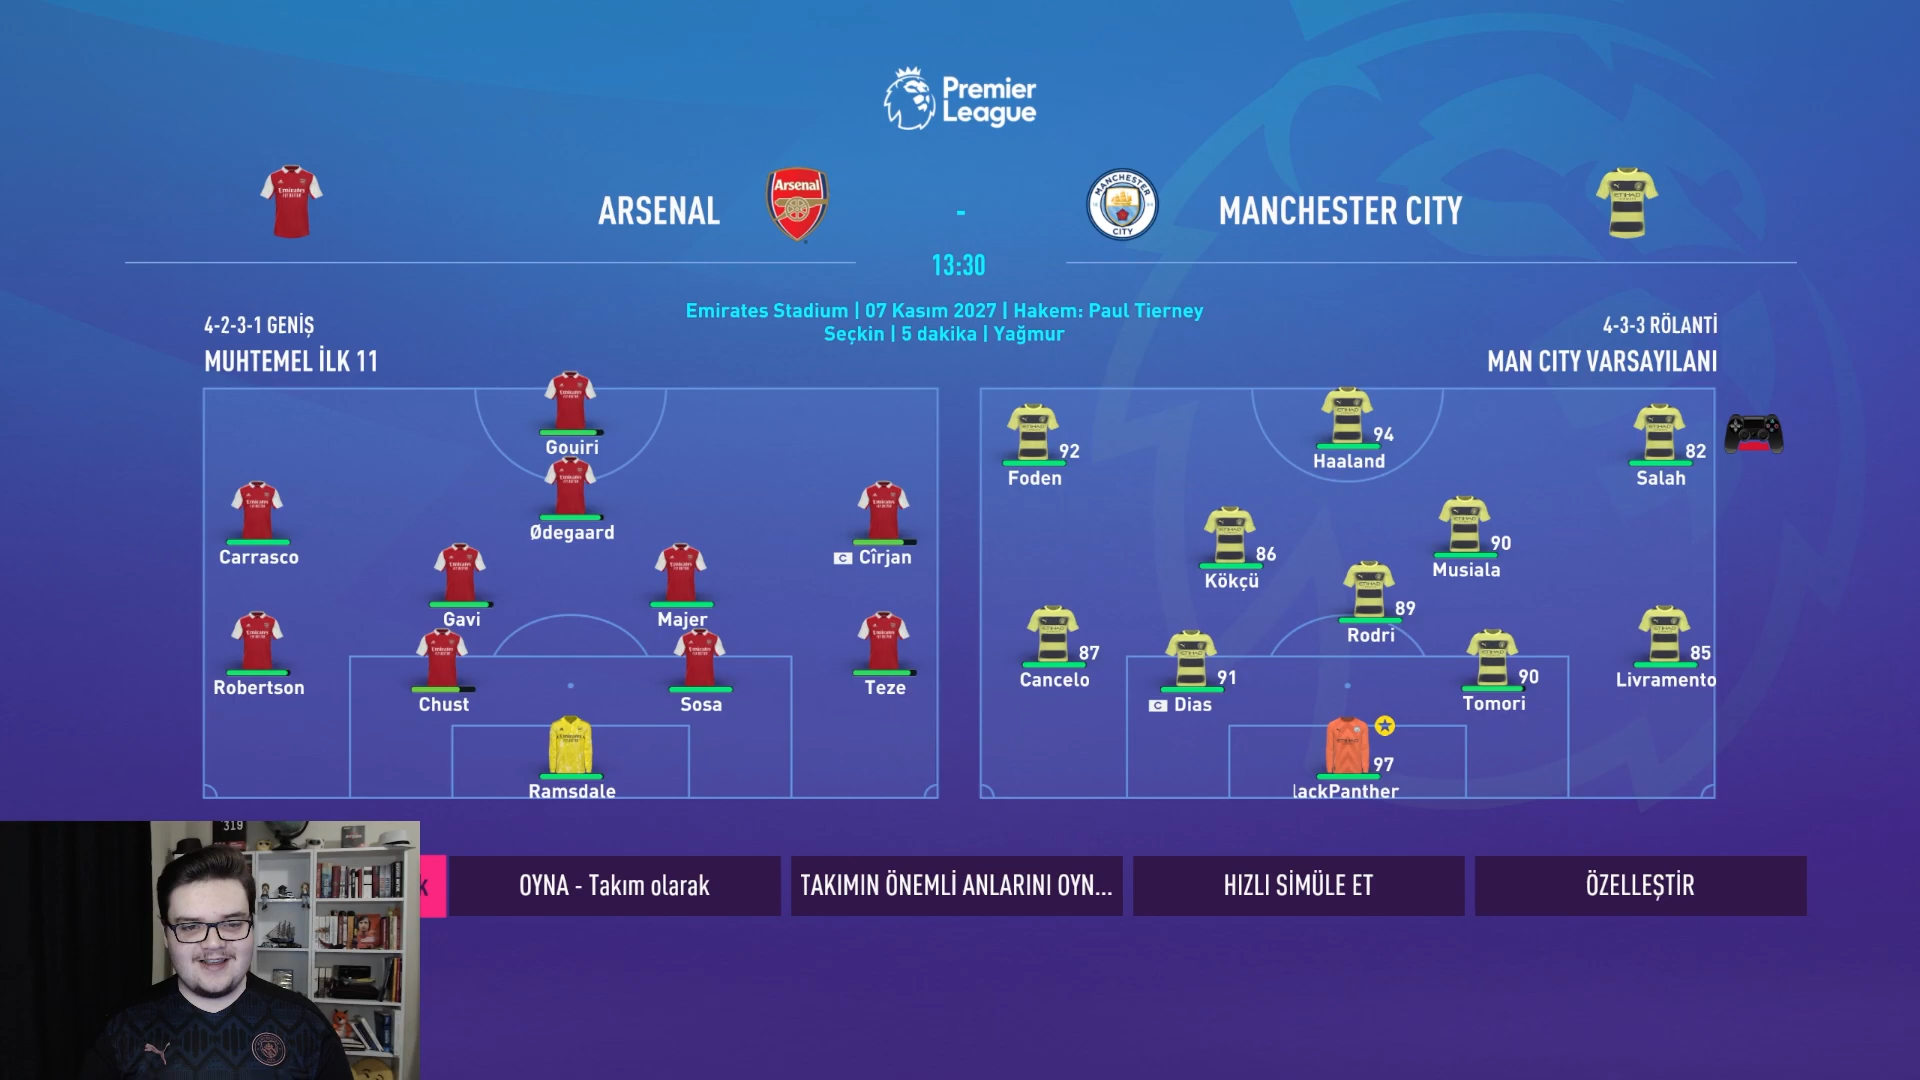 Premier
League
ARSENAL
Arsenal
-
MANCHESTER
CITY
MANCHESTER CITY
13:30
Emirates Stadium | 07 Kasım 2027 | Hakem: Paul Tierney
Seçkin | 5 dakika | Yağmur
4-2-3-1 GENİŞ
MUHTEMEL İLK 11
4-3-3 RÖLANTİ
MAN CITY VARSAYILANI
Gouiri
Ødegaard
Carrasco
C Cîrjan
Gavi
Majer
Robertson
Chust
Sosa
Teze
Ramsdale
92
Foden
94
Haaland
82
Salah
86
Kökçü
90
Musiala
89
Rodri
87
Cancelo
91
C Dias
90
Tomori
85
Livramento
97
lackPanther
K
OYNA - Takım olarak
TAKIMIN ÖNEMLİ ANLARINI OYN...
HIZLI SİMÜLE ET
ÖZELLEŞTİR
319